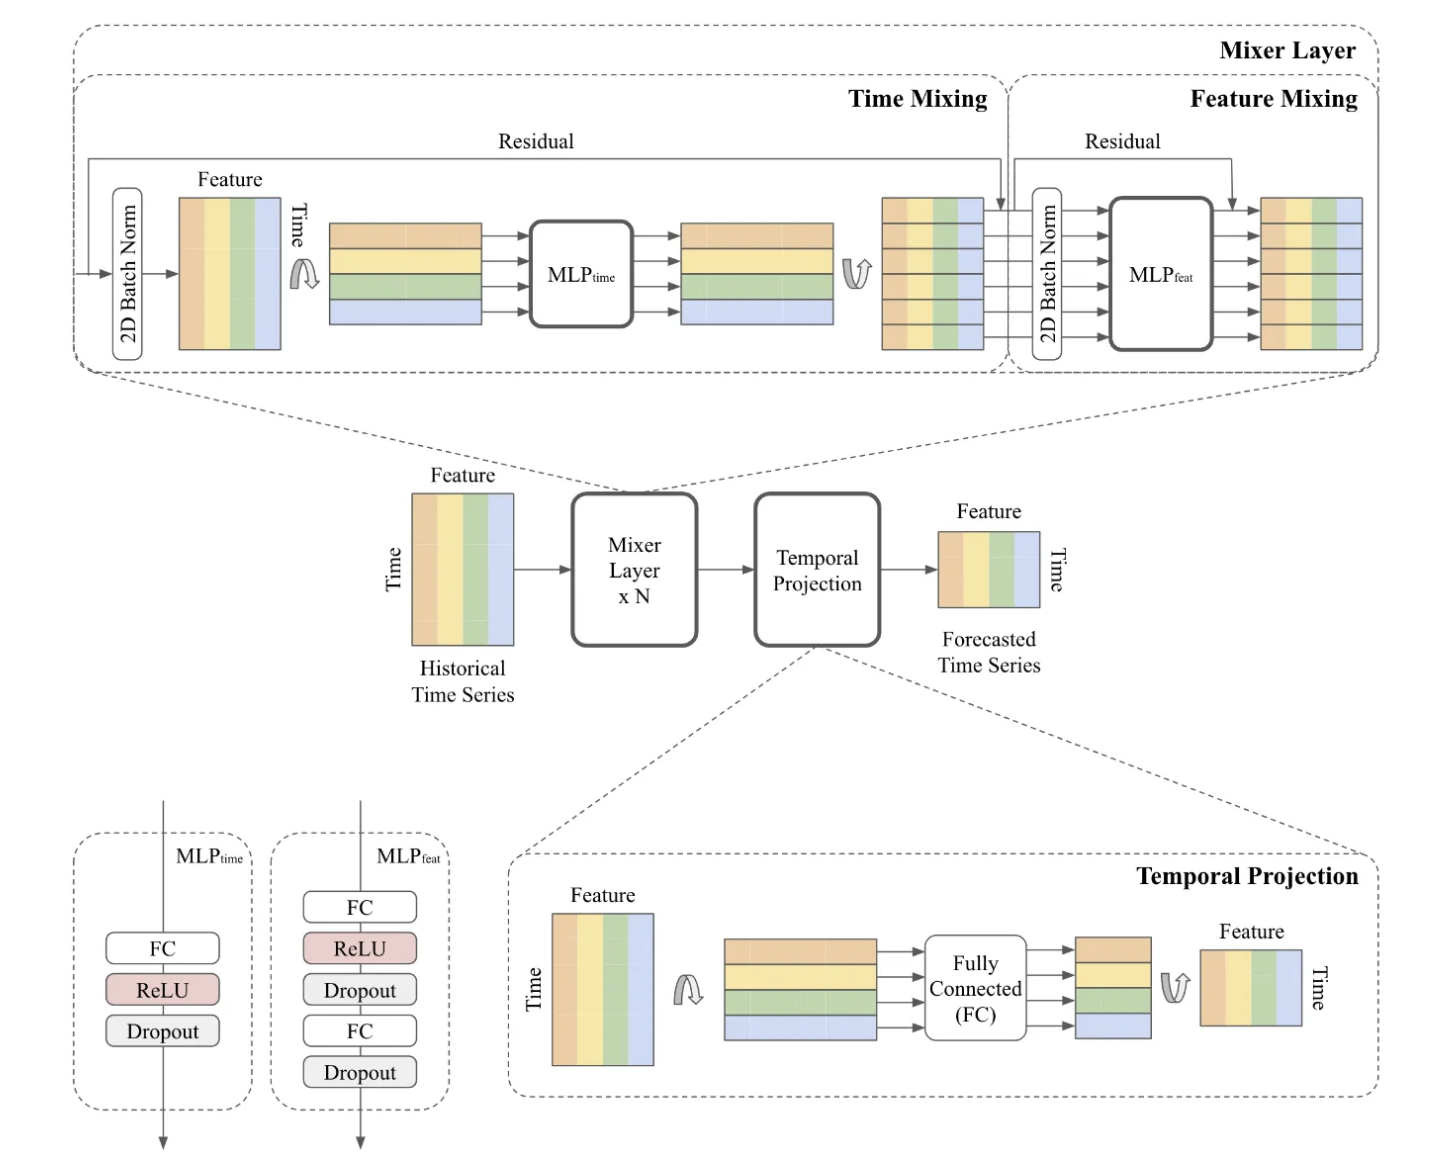 Mixer Layer
Time Mixing
Feature Mixing
Residual
Residual
Feature
Time
2D Batch Norm
MLPtime
2D Batch Norm
MLPfeat
Feature
Time
Mixer
Layer
x N
Temporal
Projection
Feature
Time
Historical
Time Series
Forecasted
Time Series
MLPtime
FC
ReLU
Dropout
MLPfeat
FC
ReLU
Dropout
FC
Dropout
Temporal Projection
Feature
Time
Fully
Connected
(FC)
Feature
Time